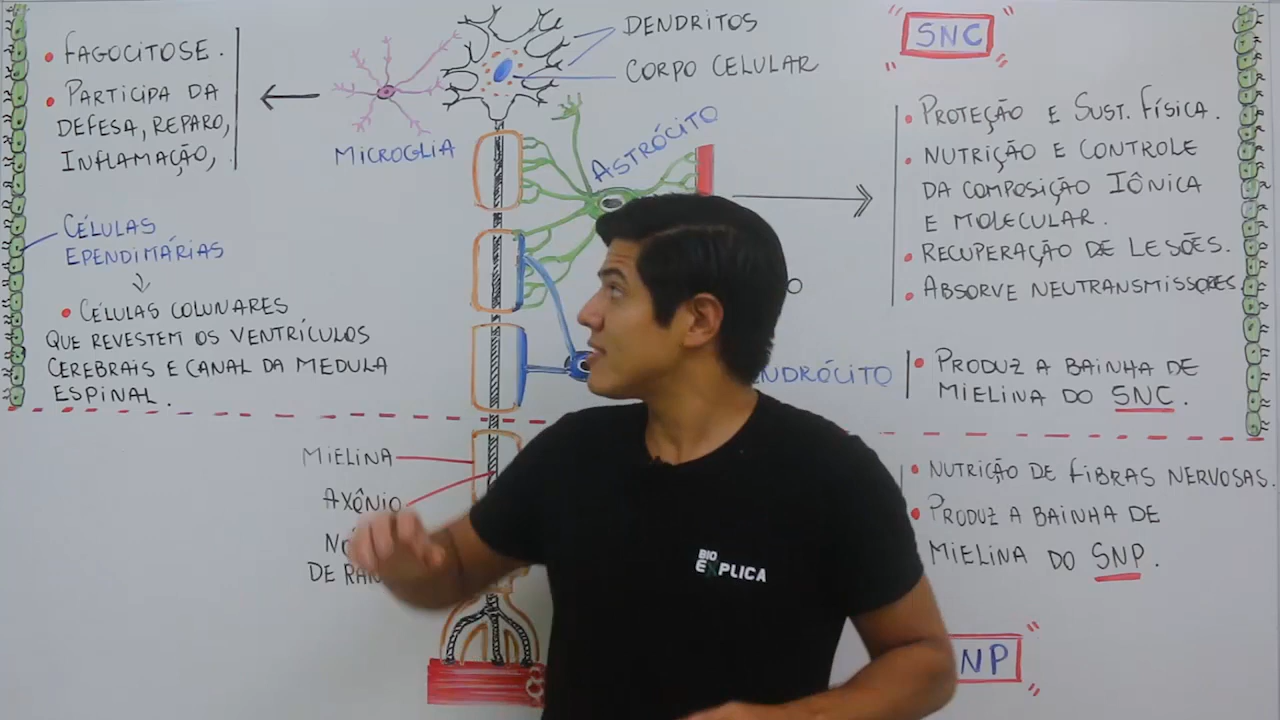 • FAGOCITOSE.
• PARTICIPA DA
DEFESA, REPARO,
INFLAMAÇÃO,
MICROGLIA
DENDRITOS
CORPO CELULAR
ASTRÓCITO
SNC
• PROTEÇÃO E SUST. FÍSICA.
• NUTRIÇÃO E CONTROLE
DA COMPOSIÇÃO IÔNICA
E MOLECULAR.
• RECUPERAÇÃO DE LESÕES.
• ABSORVE NEUTRANSMISSORES.
CÉLULAS
EPENDIMÁRIAS
• CÉLULAS COLUNARES
QUE REVESTEM OS VENTRÍCULOS
CEREBRAIS E CANAL DA MEDULA
ESPINAL.
NDRÓCITO
• PRODUZ A BAINHA DE
MIELINA DO SNC.
MIELINA
AXÔNIO
DE
• NUTRIÇÃO DE FIBRAS NERVOSAS.
• PRODUZ A BAINHA DE
MIELINA DO SNP.
BIO
EXPLICA
NP